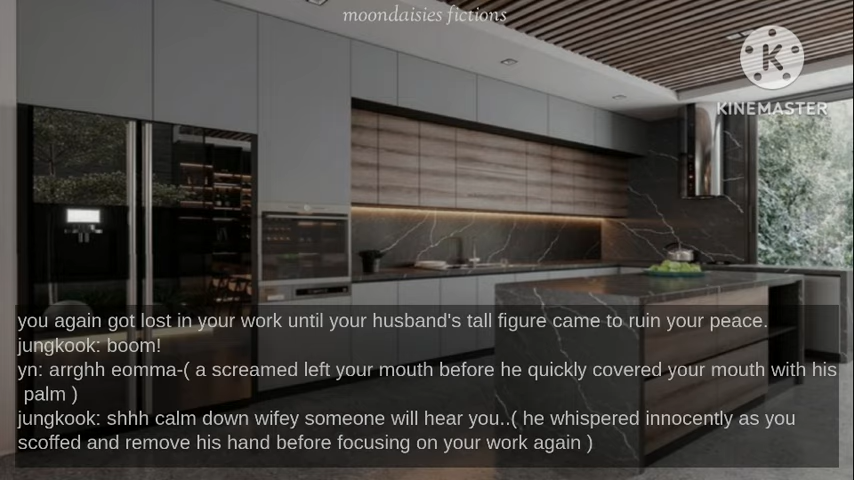 moondaisies fictions
KINEMASTER
you again got lost in your work until your husband's tall figure came to ruin your peace.
jungkook: boom!
yn: arrghh eomma-( a screamed left your mouth before he quickly covered your mouth with his
palm )
jungkook: shhh calm down wifey someone will hear you..( he whispered innocently as you
scoffed and remove his hand before focusing on your work again )